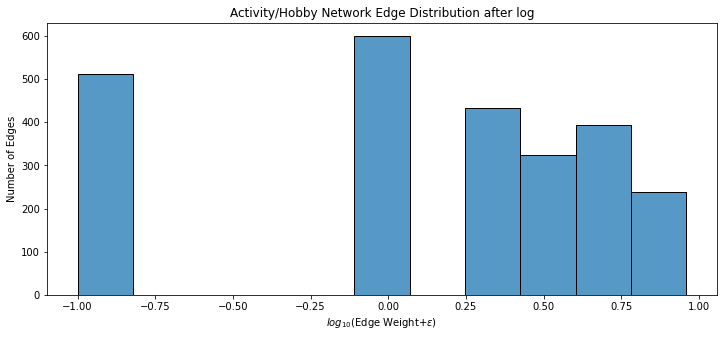 Activity/Hobby Network Edge Distribution after log
600
500
400
300
200
100
0
Number of Edges
−1.00 −0.75 −0.50 −0.25 0.00 0.25 0.50 0.75 1.00
log₁₀(Edge Weight+ε)